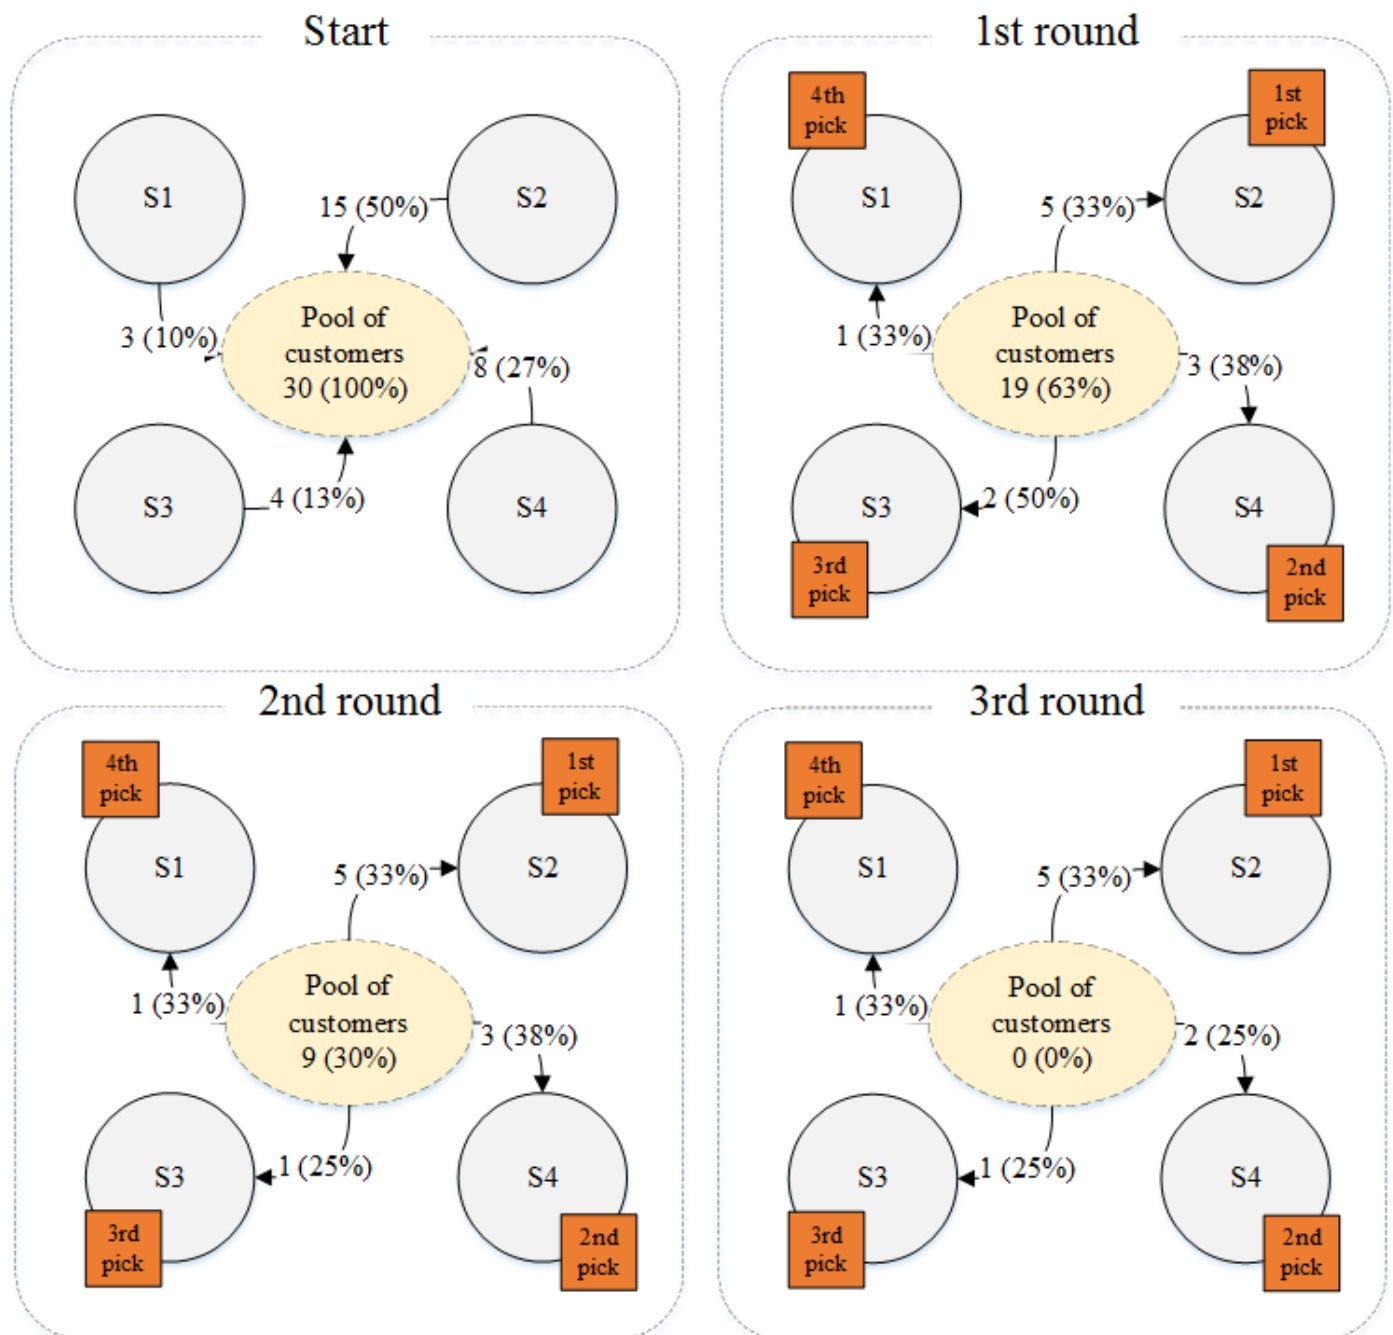 Start
S1
S2
15 (50%)
3 (10%)
Pool of
customers
30 (100%)
8 (27%)
S3
4 (13%)
S4
1st round
4th
pick
1st
pick
S1
S2
5 (33%)
1 (33%)
Pool of
customers
19 (63%)
3 (38%)
S3
2 (50%)
S4
3rd
pick
2nd
pick
2nd round
4th
pick
1st
pick
S1
S2
5 (33%)
1 (33%)
Pool of
customers
9 (30%)
3 (38%)
S3
1 (25%)
S4
3rd
pick
2nd
pick
3rd round
4th
pick
1st
pick
S1
S2
5 (33%)
1 (33%)
Pool of
customers
0 (0%)
2 (25%)
S3
1 (25%)
S4
3rd
pick
2nd
pick